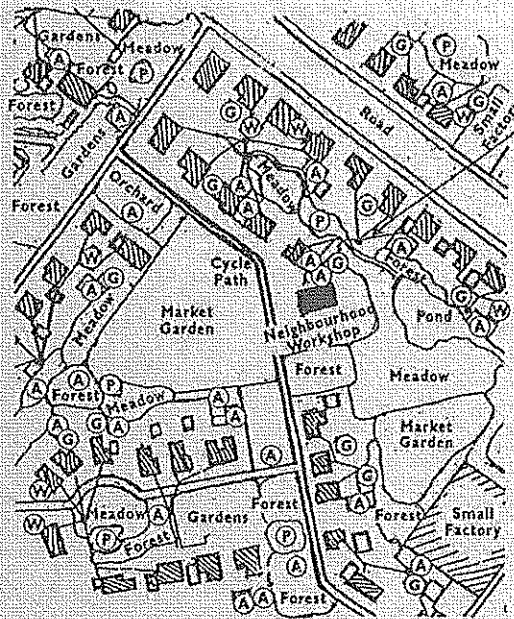 Gardens
Meadow
Forest
P
A
G
P
Meadow
A
G
W
Small
Factory
Forest
A
Gardens
G
W
W
Road
Forest
Orchard
A
A
A
A
G
Meadow
P
G
A
W
A
G
Meadow
Cycle
Path
A
G
A
Forest
G
W
A
Market
Garden
Neighbourhood
Workshop
Pond
Forest
Meadow
A
A
P
Forest
Meadow
A
A
G
A
G
Market
Garden
G
A
G
A
W
W
Meadow
A
P
Forest
Gardens
Forest
P
A
Forest
A
A
Forest
Small
Factory
A
G
A